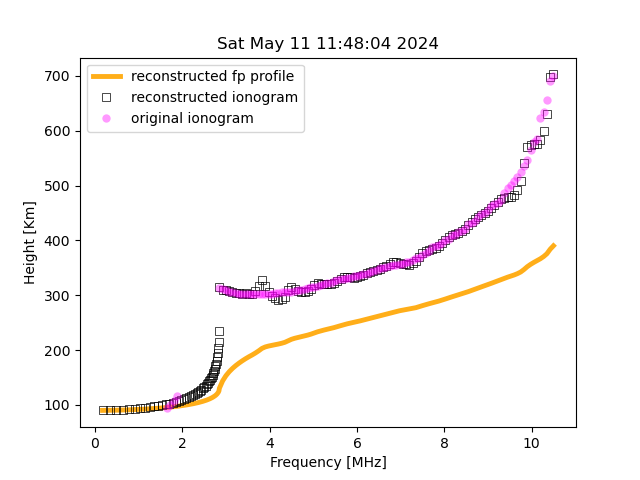 Sat May 11 11:48:04 2024
reconstructed fp profile
reconstructed ionogram
original ionogram
Height [Km]
700
600
500
400
300
200
100
0 2 4 6 8 10
Frequency [MHz]